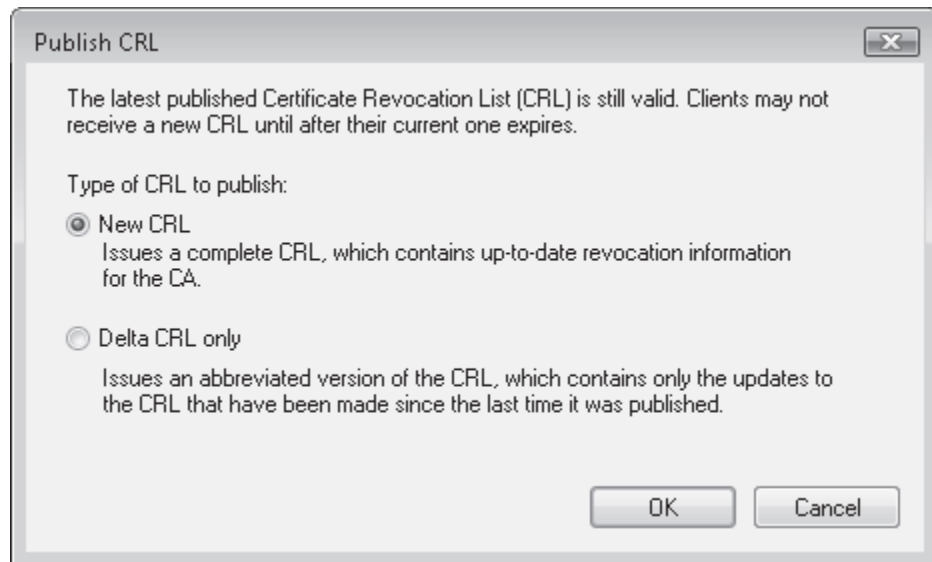 Publish CRL
The latest published Certificate Revocation List (CRL) is still valid. Clients may not
receive a new CRL until after their current one expires.
Type of CRL to publish:
New CRL
Issues a complete CRL, which contains up-to-date revocation information
for the CA.
Delta CRL only
Issues an abbreviated version of the CRL, which contains only the updates to
the CRL that have been made since the last time it was published.
OK Cancel